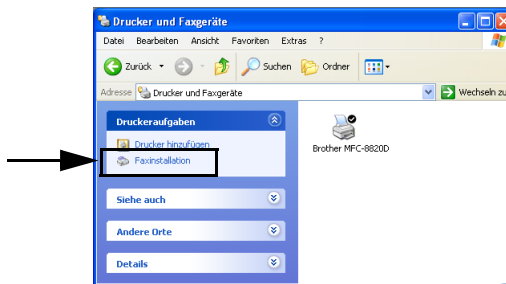 Drucker und Faxgeräte
Datei Bearbeiten Ansicht Favoriten Extras ?
Zurück Suchen Ordner
Adresse Drucker und Faxgeräte Wechseln zu
Druckeraufgaben
Drucker hinzufügen
Faxinstallation
Siehe auch
Andere Orte
Details
Brother MFC-8820D